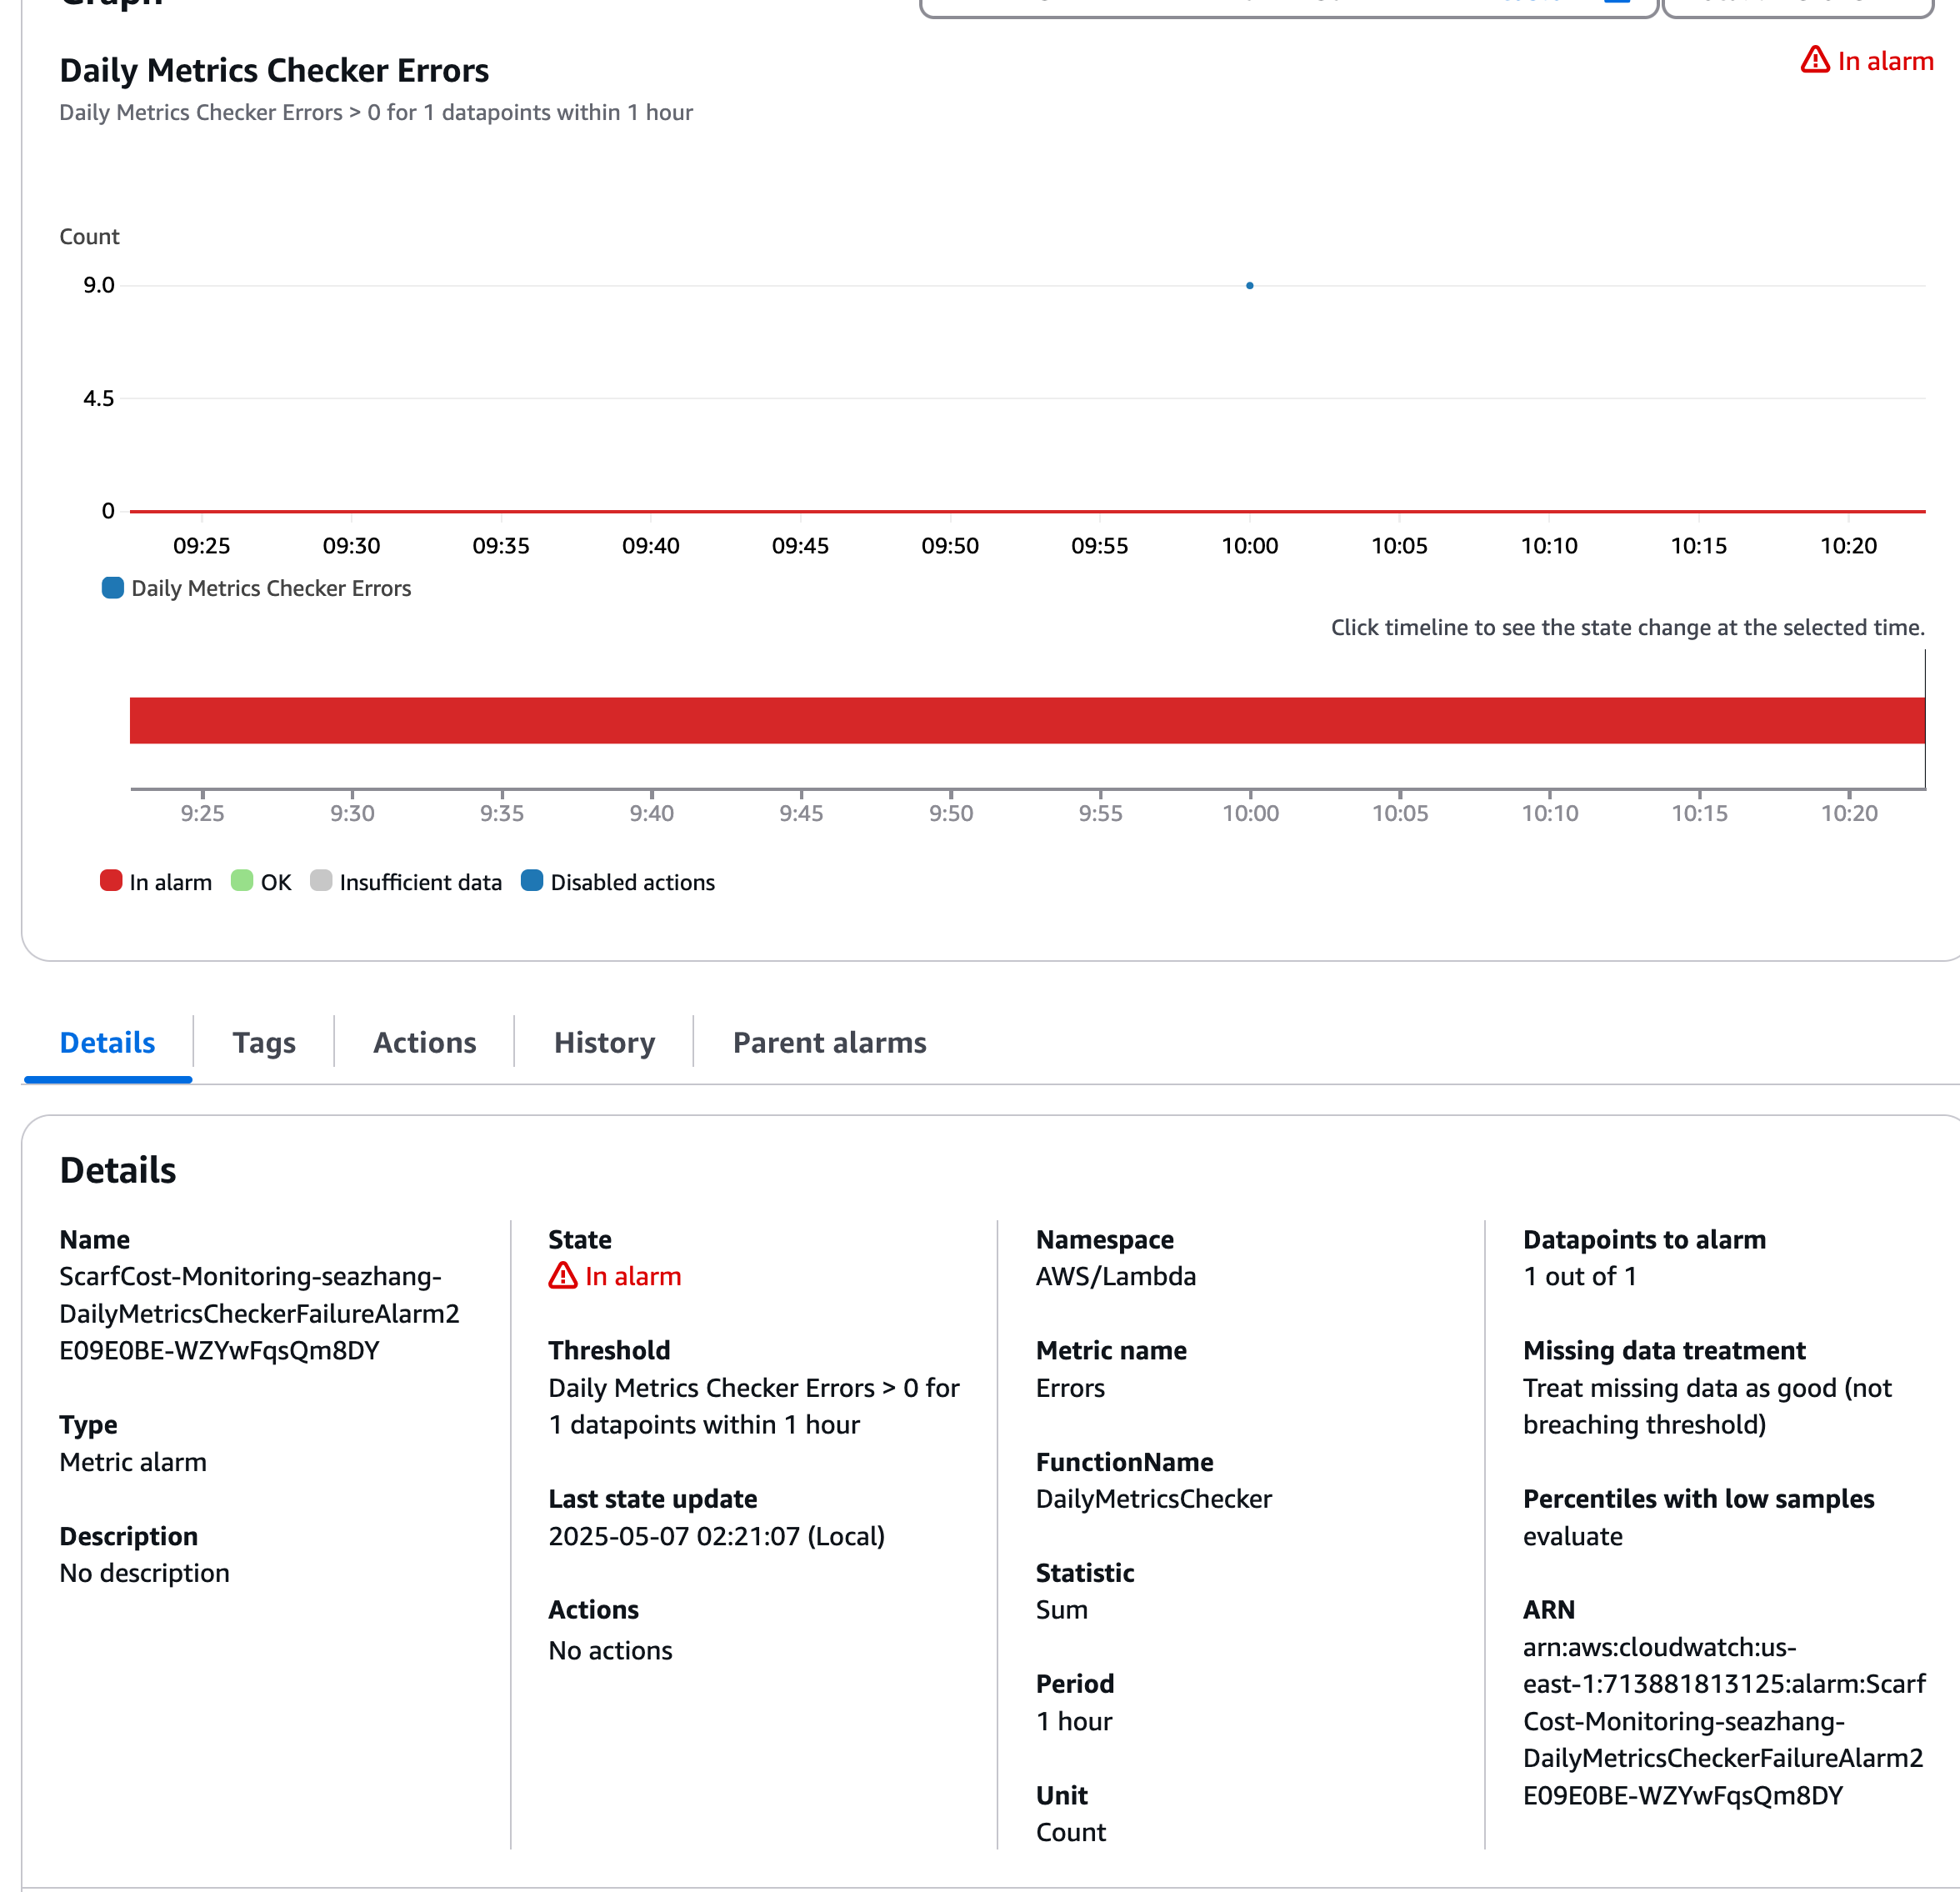 Graph
Daily Metrics Checker Errors
In alarm
Daily Metrics Checker Errors > 0 for 1 datapoints within 1 hour
Count
9.0
4.5
0
09:25 09:30 09:35 09:40 09:45 09:50 09:55 10:00 10:05 10:10 10:15 10:20
Daily Metrics Checker Errors
Click timeline to see the state change at the selected time.
9:25 9:30 9:35 9:40 9:45 9:50 9:55 10:00 10:05 10:10 10:15 10:20
In alarm OK Insufficient data Disabled actions
Details Tags Actions History Parent alarms
Details
Name
ScarfCost-Monitoring-seazhang-
DailyMetricsCheckerFailureAlarm2
E09E0BE-WZYwFqsQm8DY
Type
Metric alarm
Description
No description
State
In alarm
Threshold
Daily Metrics Checker Errors > 0 for
1 datapoints within 1 hour
Last state update
2025-05-07 02:21:07 (Local)
Actions
No actions
Namespace
AWS/Lambda
Metric name
Errors
FunctionName
DailyMetricsChecker
Statistic
Sum
Period
1 hour
Unit
Count
Datapoints to alarm
1 out of 1
Missing data treatment
Treat missing data as good (not
breaching threshold)
Percentiles with low samples
evaluate
ARN
arn:aws:cloudwatch:us-
east-1:713881813125:alarm:Scarf
Cost-Monitoring-seazhang-
DailyMetricsCheckerFailureAlarm2
E09E0BE-WZYwFqsQm8DY